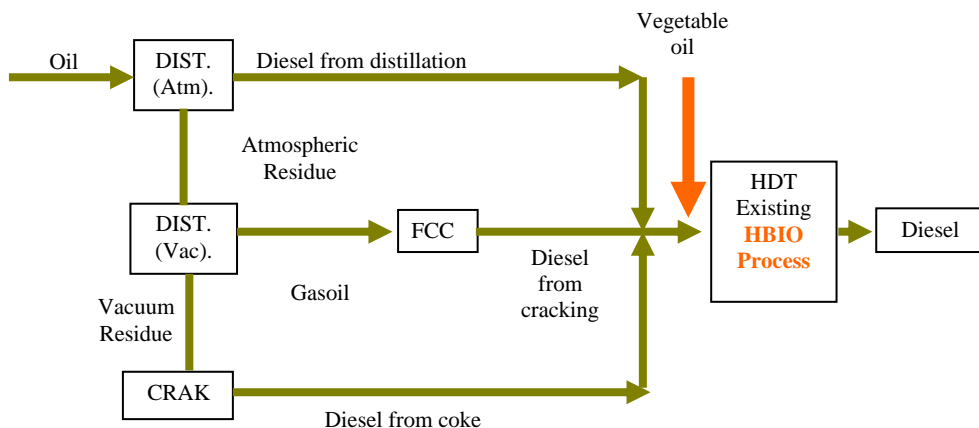 Vegetable
oil
Oil
DIST.
(Atm).
Diesel from distillation
Atmospheric
Residue
HDT
Existing
HBIO
Process
DIST.
(Vac).
FCC
Diesel
Diesel
from
cracking
Gasoil
Vacuum
Residue
CRAK
Diesel from coke